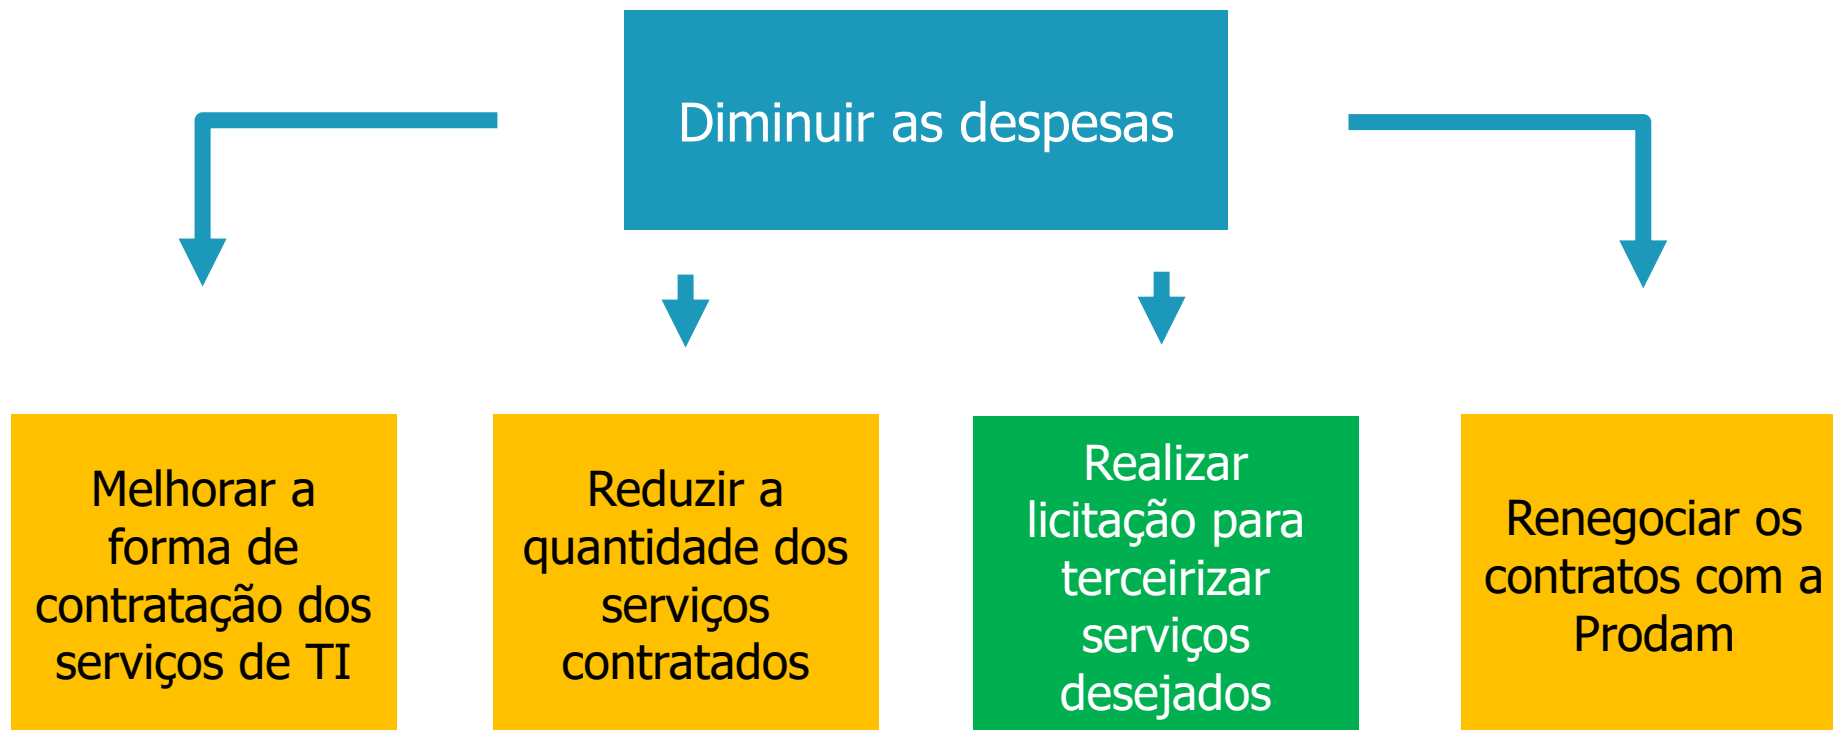 Diminuir as despesas
Melhorar a
forma de
contratação dos
serviços de TI
Reduzir a
quantidade dos
serviços
contratados
Realizar
licitação para
terceirizar
serviços
desejados
Renegociar os
contratos com a
Prodam